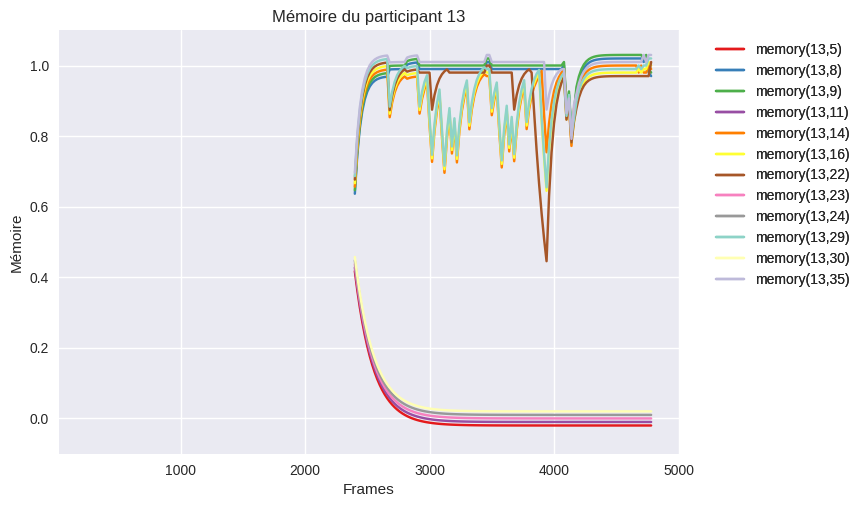 Mémoire du participant 13
Mémoire
1.0
0.8
0.6
0.4
0.2
0.0
1000
2000
3000
4000
5000
Frames
memory(13,5)
memory(13,8)
memory(13,9)
memory(13,11)
memory(13,14)
memory(13,16)
memory(13,22)
memory(13,23)
memory(13,24)
memory(13,29)
memory(13,30)
memory(13,35)